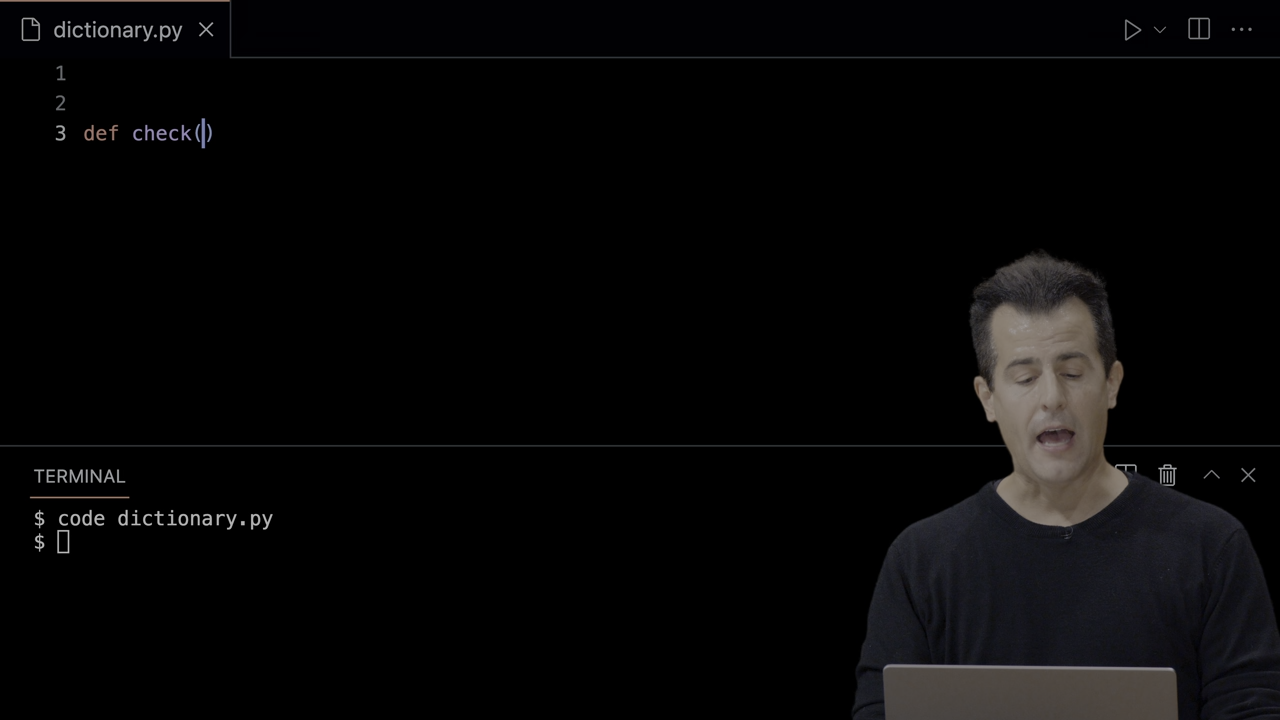 dictionary.py
1
2
3 def check()
TERMINAL
$ code dictionary.py
$